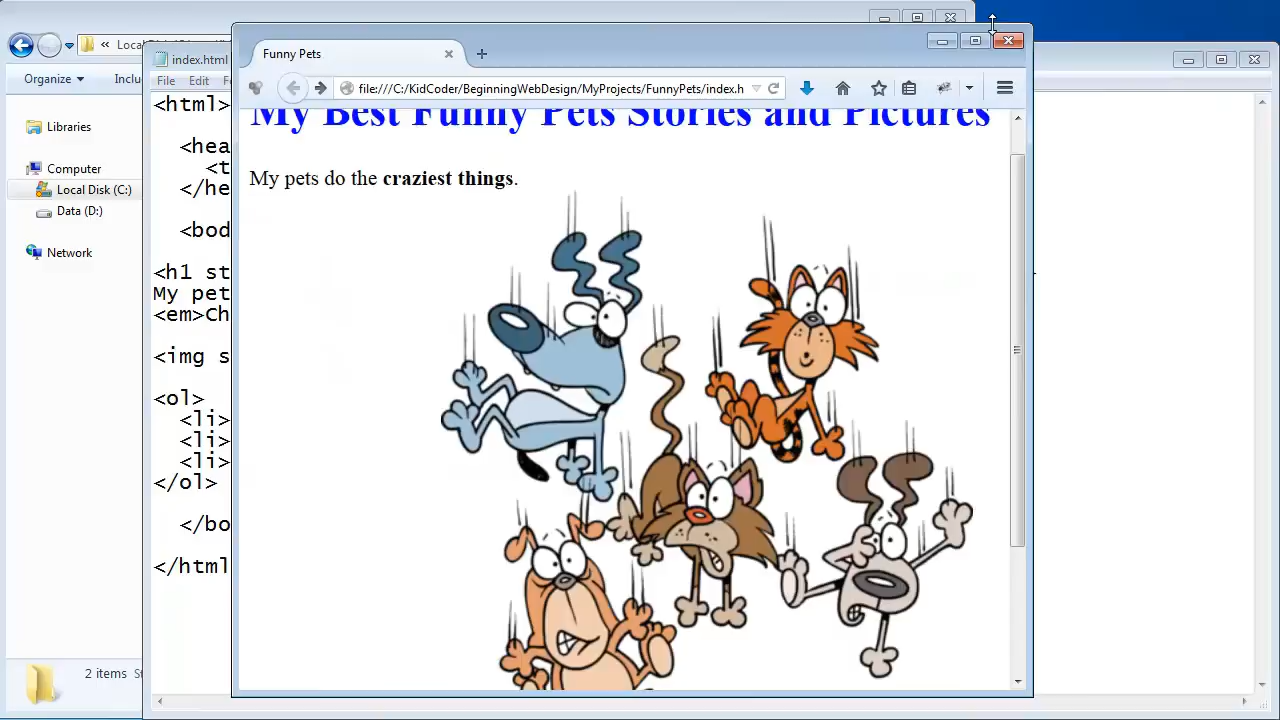 Funny Pets
file:///C:/KidCoder/BeginningWebDesign/MyProjects/FunnyPets/index.h
My Best Funny Pets Stories and Pictures
My pets do the craziest things.
Organize
Libraries
Computer
Local Disk (C:)
Data (D:)
Network
2 items
index.html
File Edit
<html>
<hea
<t
</he
<bod
<h1 st
My pet
<em>Ch
<img s
<ol>
<li>
<li>
<li>
</ol>
</bo
</html